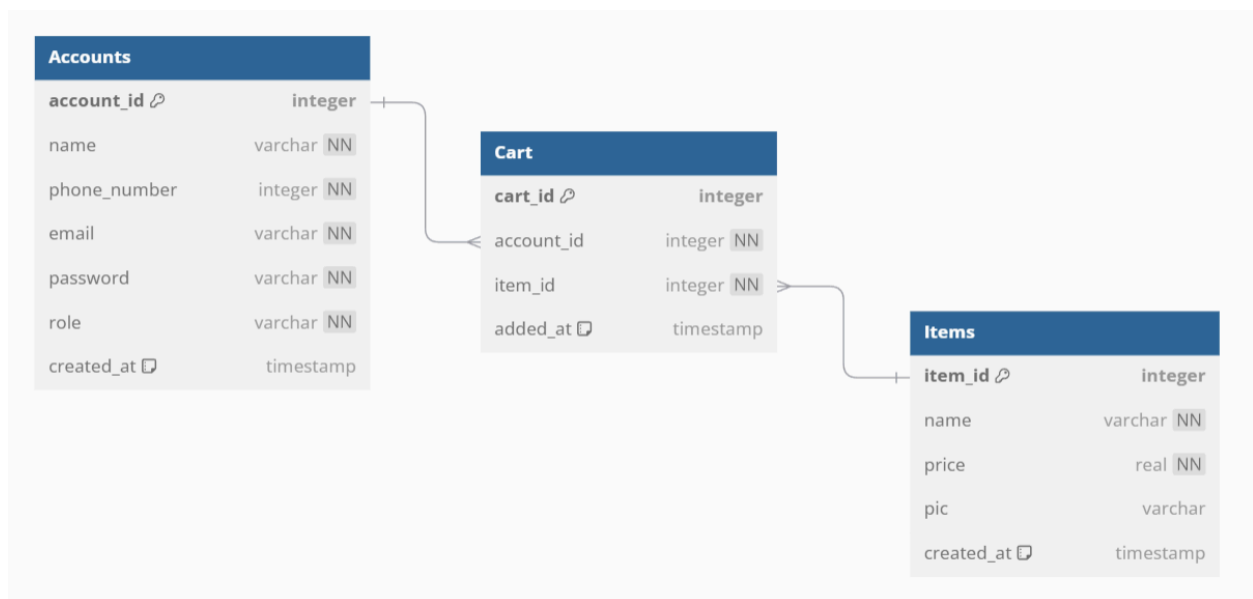 Accounts
account_id integer
name varchar NN
phone_number integer NN
email varchar NN
password varchar NN
role varchar NN
created_at timestamp
Cart
cart_id integer
account_id integer NN
item_id integer NN
added_at timestamp
Items
item_id integer
name varchar NN
price real NN
pic varchar
created_at timestamp